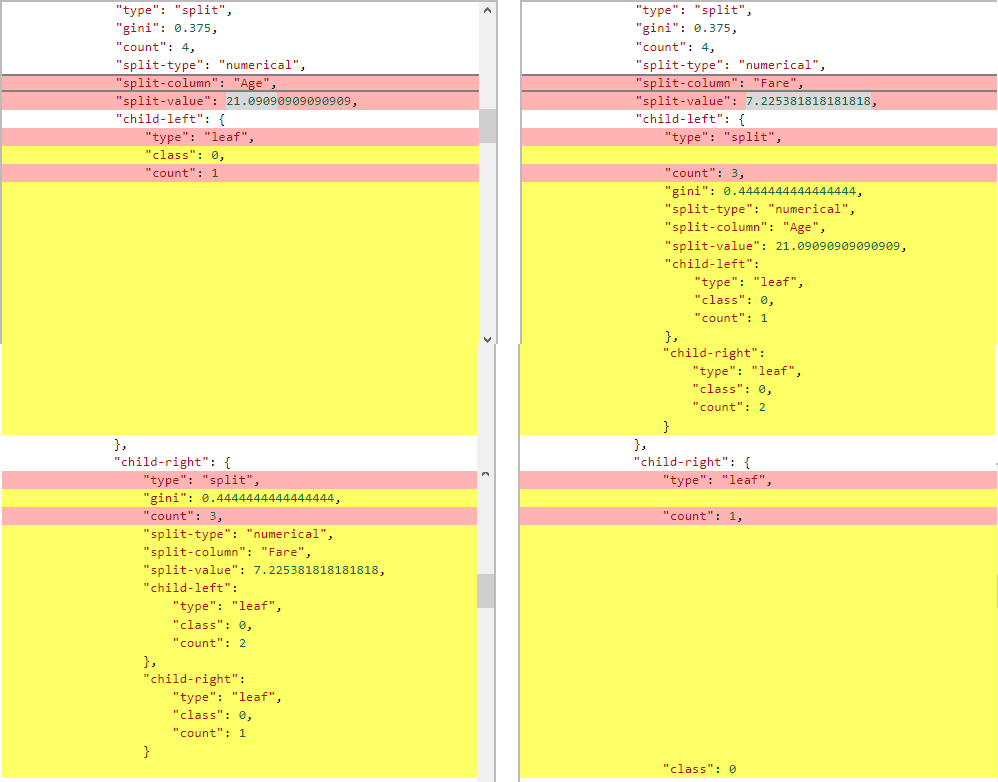 "type": "split",
"gini": 0.375,
"count": 4,
"split-type": "numerical",
"split-column": "Age",
"split-value": 21.09090909090909,
"child-left": {
"type": "leaf",
"class": 0,
"count": 1
},
"child-right": {
"type": "split",
"gini": 0.4444444444444444,
"count": 3,
"split-type": "numerical",
"split-column": "Fare",
"split-value": 7.225381818181818,
"child-left":
"type": "leaf",
"class": 0,
"count": 2
},
"child-right":
"type": "leaf",
"class": 0,
"count": 1
}
"type": "split",
"gini": 0.375,
"count": 4,
"split-type": "numerical",
"split-column": "Fare",
"split-value": 7.225381818181818,
"child-left": {
"type": "split",
"count": 3,
"gini": 0.4444444444444444,
"split-type": "numerical",
"split-column": "Age",
"split-value": 21.09090909090909,
"child-left":
"type": "leaf",
"class": 0,
"count": 1
},
"child-right":
"type": "leaf",
"class": 0,
"count": 2
}
},
"child-right": {
"type": "leaf",
"count": 1,
"class": 0